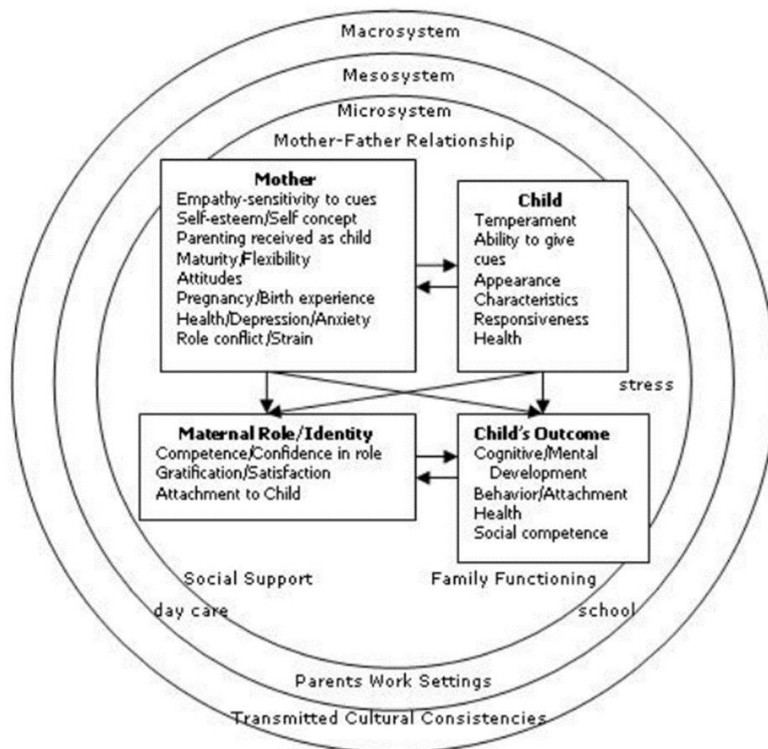 Macrosystem
Mesosystem
Microsystem
Mother-Father Relationship
Mother
Empathy-sensitivity to cues
Self-esteem/Self concept
Parenting received as child
Maturity/Flexibility
Attitudes
Pregnancy/Birth experience
Health/Depression/Anxiety
Role conflict/Strain
Child
Temperament
Ability to give
cues
Appearance
Characteristics
Responsiveness
Health
stress
Maternal Role/Identity
Competence/Confidence in role
Gratification/Satisfaction
Attachment to Child
Child's Outcome
Cognitive/Mental
Development
Behavior/Attachment
Health
Social competence
Social Support
Family Functioning
day care
school
Parents Work Settings
Transmitted Cultural Consistencies